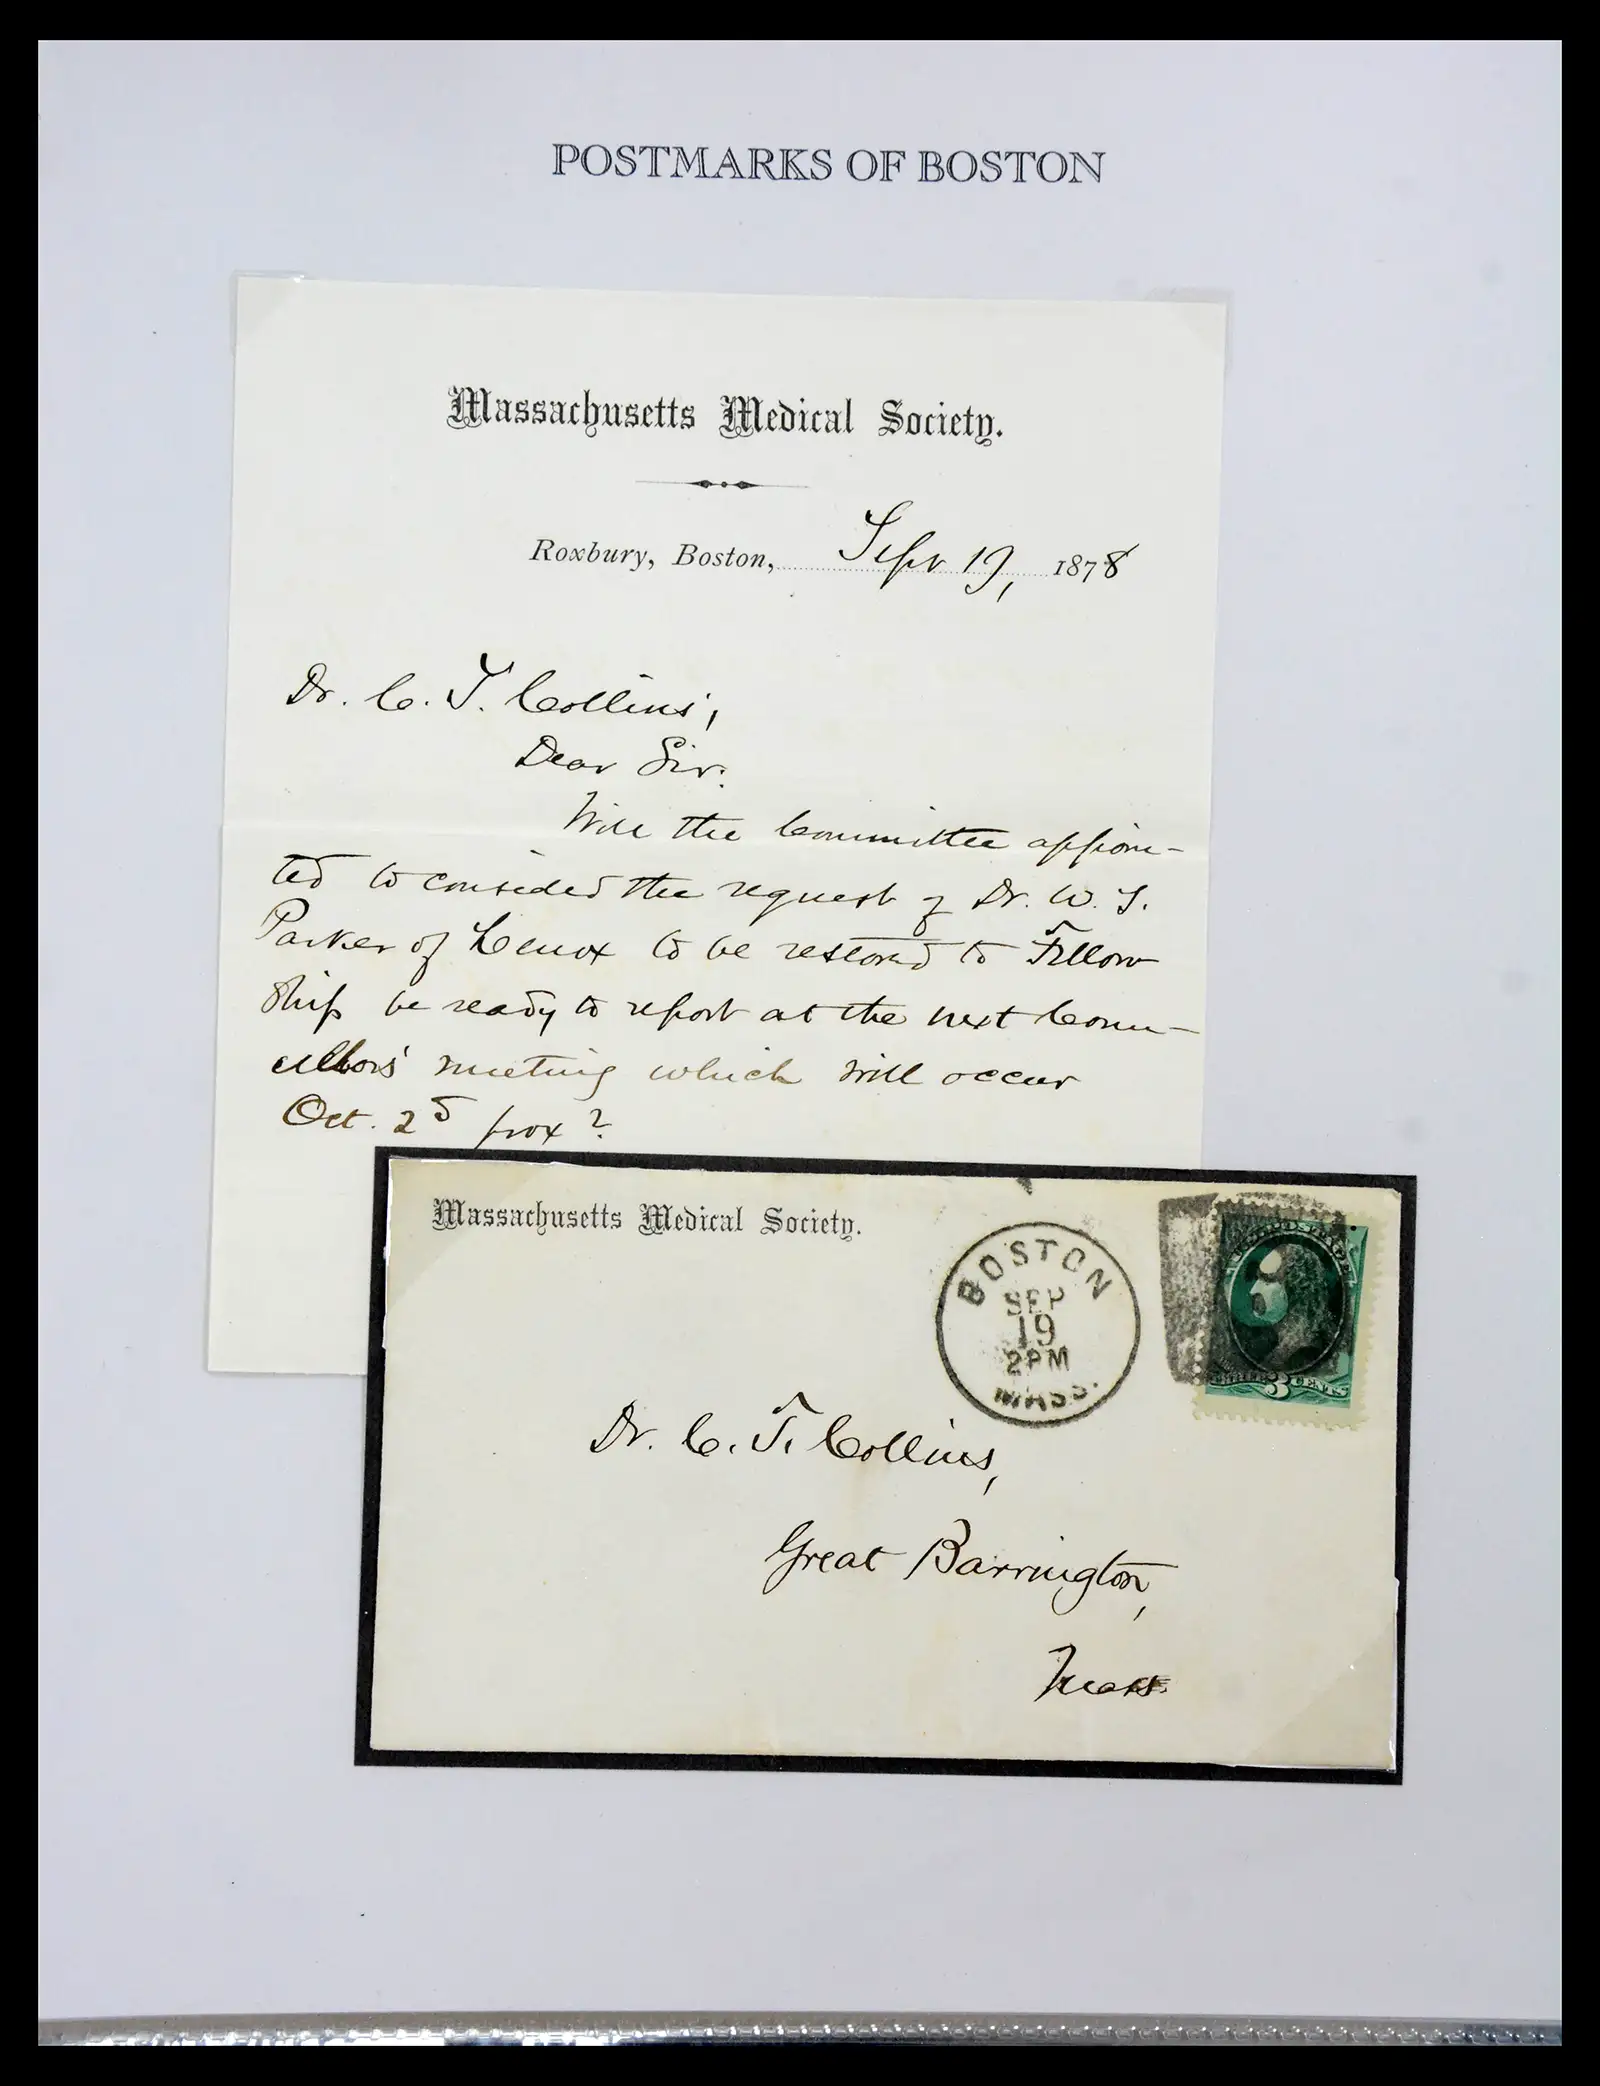 POSTMARKS OF BOSTON
Massachusetts Medical Society.
Roxbury, Boston, Sept 19, 1878
Dr. C. T. Collins,
Dear Sir:
Will the Committee appoin-
ted to consider the request of Dr. W. T.
Parker of Lenox to be restored to Fellow-
ship be ready to report at the next Coun-
cillors' meeting which will occur
Oct. 2d prox?
Massachusetts Medical Society.
BOSTON
SEP
19
2PM
MASS.
3 CENTS
Dr. C. T. Collins,
Great Barrington,
Mass.